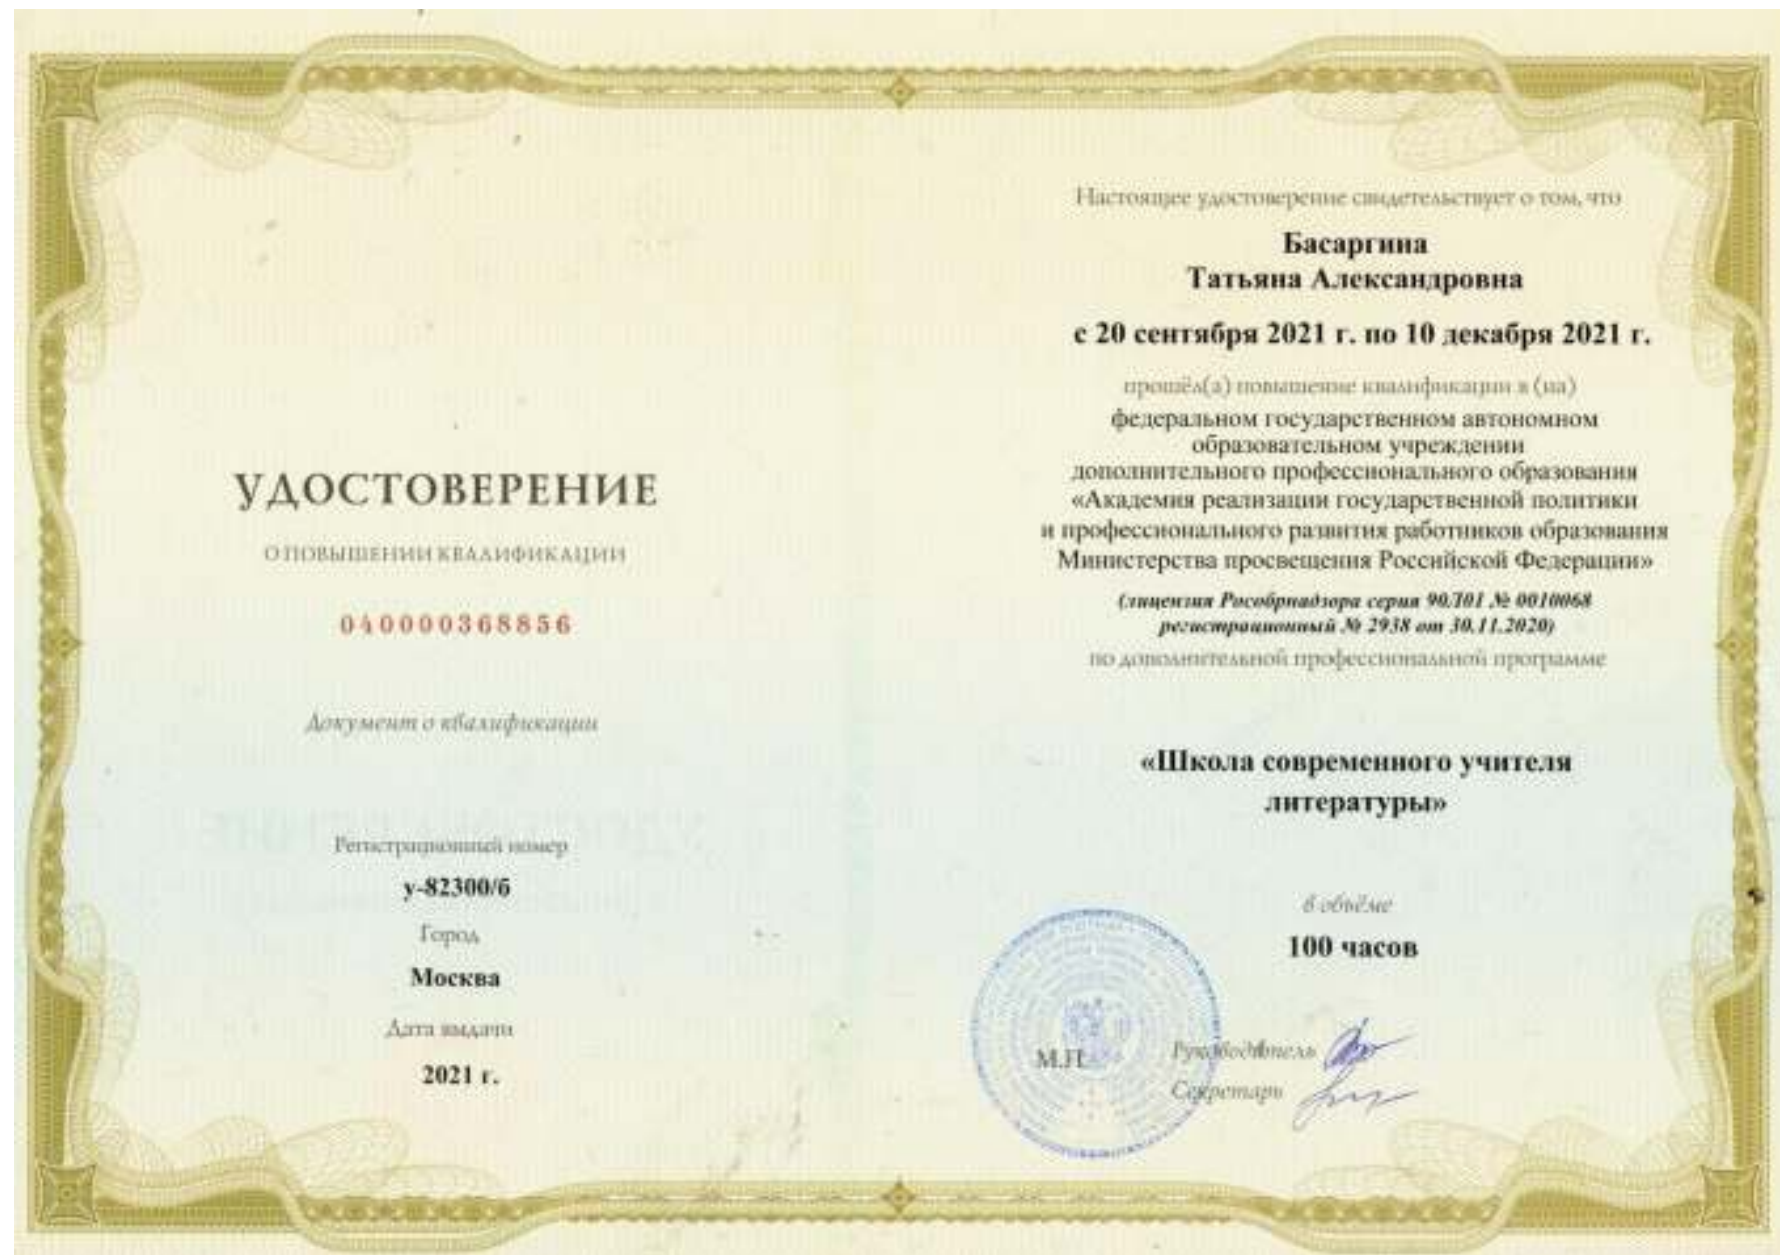 УДОСТОВЕРЕНИЕ
О ПОВЫШЕНИИ КВАЛИФИКАЦИИ
040000368856
Документ о квалификации
Регистрационный номер
у-82300/б
Город
Москва
Дата выдачи
2021 г.
Настоящее удостоверение свидетельствует о том, что
Басаргина
Татьяна Александровна
с 20 сентября 2021 г. по 10 декабря 2021 г.
прошёл(а) повышение квалификации в (на)
федеральном государственном автономном
образовательном учреждении
дополнительного профессионального образования
«Академия реализации государственной политики
и профессионального развития работников образования
Министерства просвещения Российской Федерации»
(лицензия Рособрнадзора серия 90Л01 № 0010068
регистрационный № 2938 от 30.11.2020)
по дополнительной профессиональной программе
«Школа современного учителя
литературы»
в объёме
100 часов
М.П.
Руководитель
Секретарь